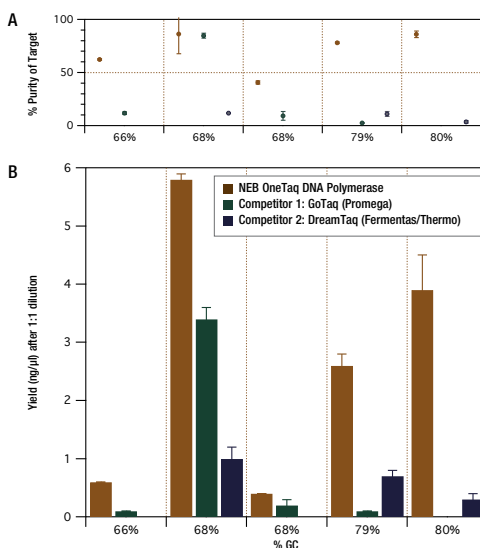 A
% Purity of Target
100
50
0
66%
68%
68%
79%
80%
B
Yield (ng/µl) after 1:1 dilution
6
5
4
3
2
1
0
NEB OneTaq DNA Polymerase
Competitor 1: GoTaq (Promega)
Competitor 2: DreamTaq (Fermentas/Thermo)
66%
68%
68%
79%
80%
% GC